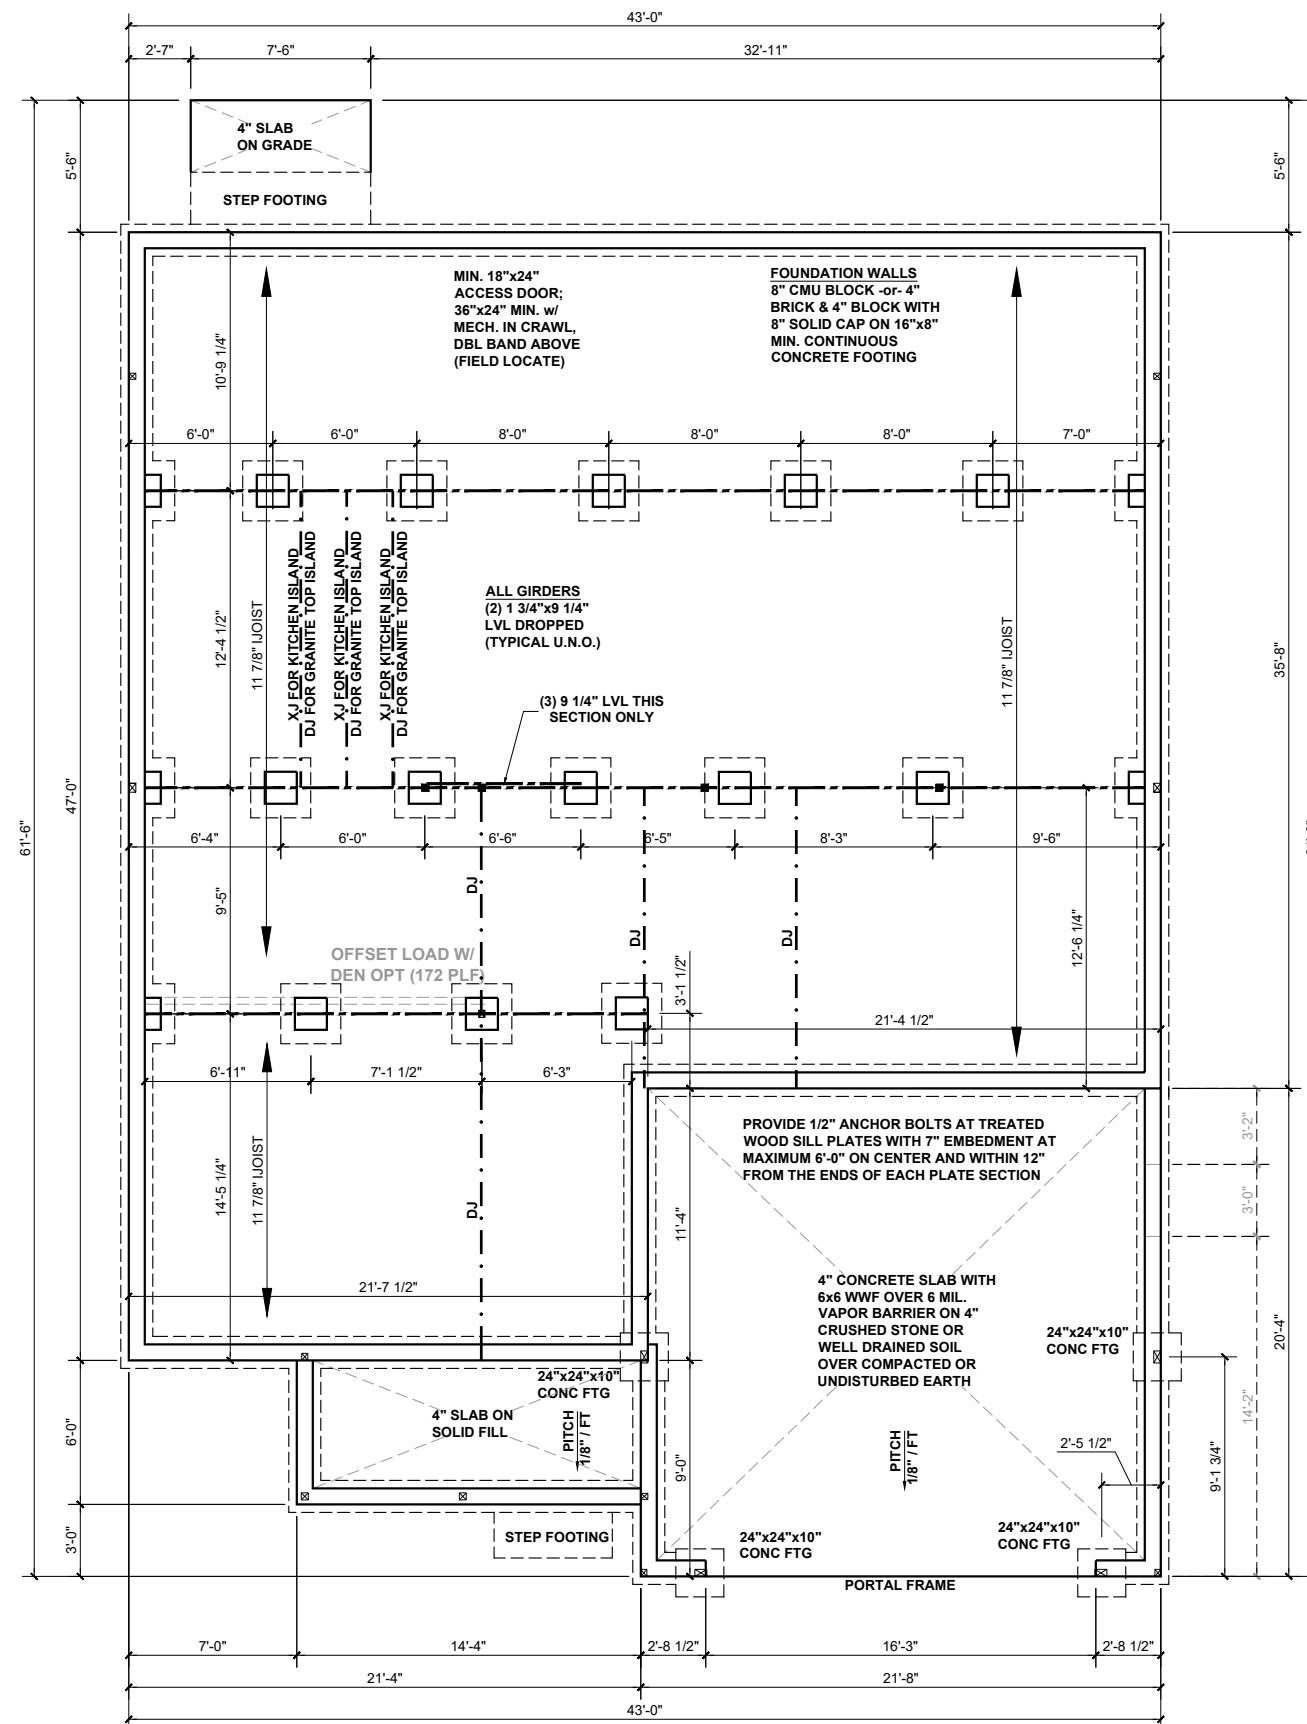 43'-0"
2'-7"
7'-6"
32'-11"
4" SLAB
ON GRADE
5'-6"
5'-6"
STEP FOOTING
MIN. 18"x24"
ACCESS DOOR;
36"x24" MIN. w/
MECH. IN CRAWL,
DBL BAND ABOVE
(FIELD LOCATE)
FOUNDATION WALLS
8" CMU BLOCK -or- 4"
BRICK & 4" BLOCK WITH
8" SOLID CAP ON 16"x8"
MIN. CONTINUOUS
CONCRETE FOOTING
10'-9 1/4"
6'-0"
6'-0"
8'-0"
8'-0"
8'-0"
7'-0"
XJ FOR KITCHEN ISLAND
DJ FOR GRANITE TOP ISLAND
XJ FOR KITCHEN ISLAND
DJ FOR GRANITE TOP ISLAND
XJ FOR KITCHEN ISLAND
DJ FOR GRANITE TOP ISLAND
ALL GIRDERS
(2) 1 3/4"x9 1/4"
LVL DROPPED
(TYPICAL U.N.O.)
12'-4 1/2"
11 7/8" IJOIST
11 7/8" IJOIST
35'-8"
(3) 9 1/4" LVL THIS
SECTION ONLY
47'-0"
61'-6"
6'-4"
6'-0"
6'-6"
6'-5"
8'-3"
9'-6"
9'-5"
DJ
DJ
DJ
12'-6 1/4"
OFFSET LOAD W/
DEN OPT (172 PLF)
3'-1 1/2"
21'-4 1/2"
6'-11"
7'-1 1/2"
6'-3"
PROVIDE 1/2" ANCHOR BOLTS AT TREATED
WOOD SILL PLATES WITH 7" EMBEDMENT AT
MAXIMUM 6'-0" ON CENTER AND WITHIN 12"
FROM THE ENDS OF EACH PLATE SECTION
3'-2"
3'-0"
14'-5 1/4"
11 7/8" IJOIST
DJ
11'-4"
21'-7 1/2"
4" CONCRETE SLAB WITH
6x6 WWF OVER 6 MIL.
VAPOR BARRIER ON 4"
CRUSHED STONE OR
WELL DRAINED SOIL
OVER COMPACTED OR
UNDISTURBED EARTH
24"x24"x10"
CONC FTG
20'-4"
24"x24"x10"
CONC FTG
4" SLAB ON
SOLID FILL
PITCH
1/8" / FT
14'-2"
6'-0"
9'-0"
PITCH
1/8" / FT
2'-5 1/2"
9'-1 3/4"
3'-0"
STEP FOOTING
24"x24"x10"
CONC FTG
24"x24"x10"
CONC FTG
PORTAL FRAME
7'-0"
14'-4"
2'-8 1/2"
16'-3"
2'-8 1/2"
21'-4"
21'-8"
43'-0"